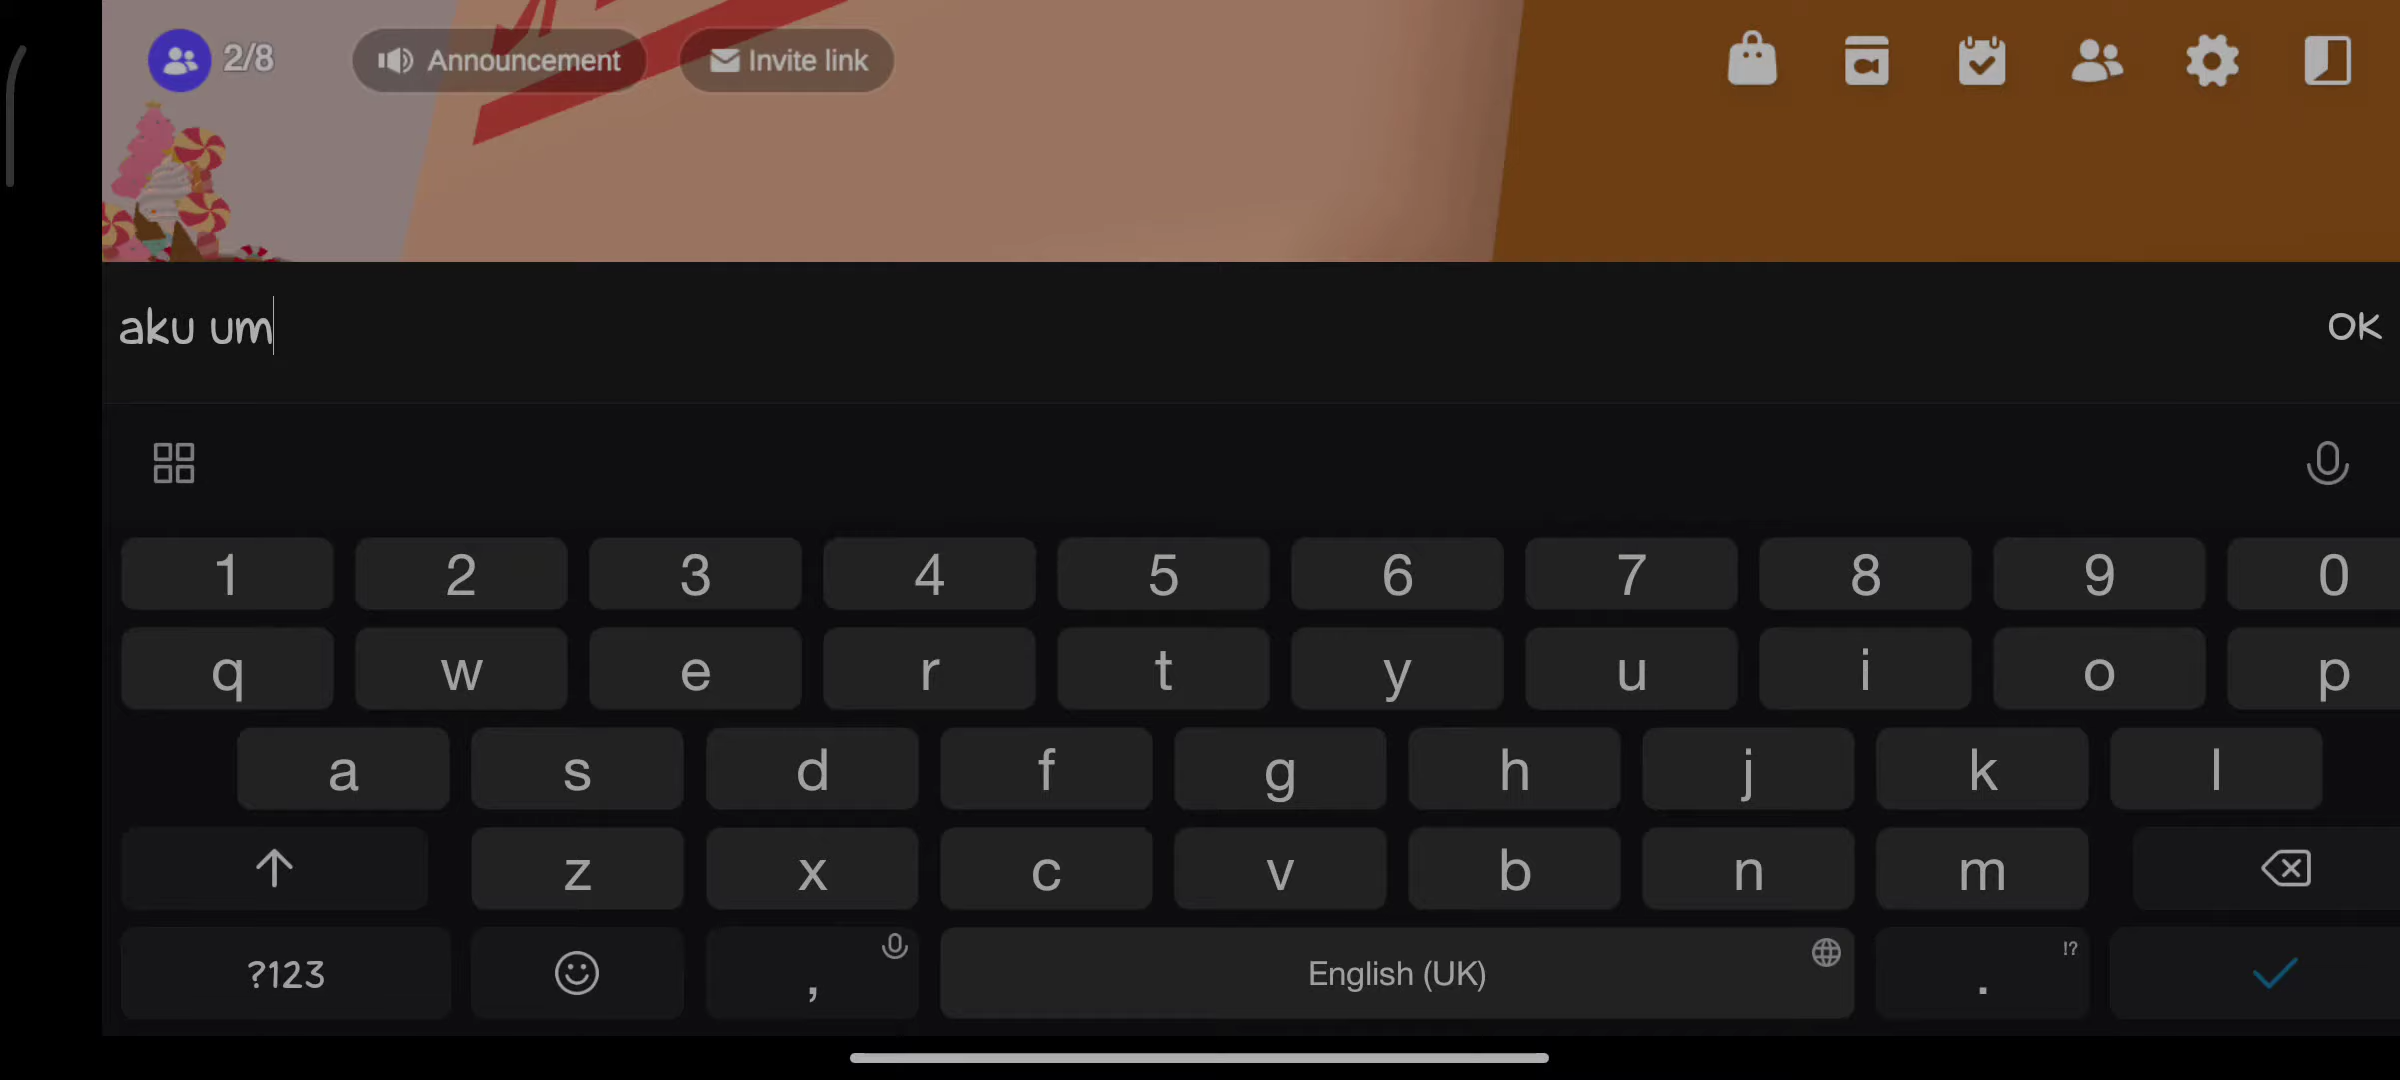 2/8 Announcement Invite link
aku um OK
1 2 3 4 5 6 7 8 9 0
q w e r t y u i o p
a s d f g h j k l
z x c v b n m
?123 , English (UK) . !?